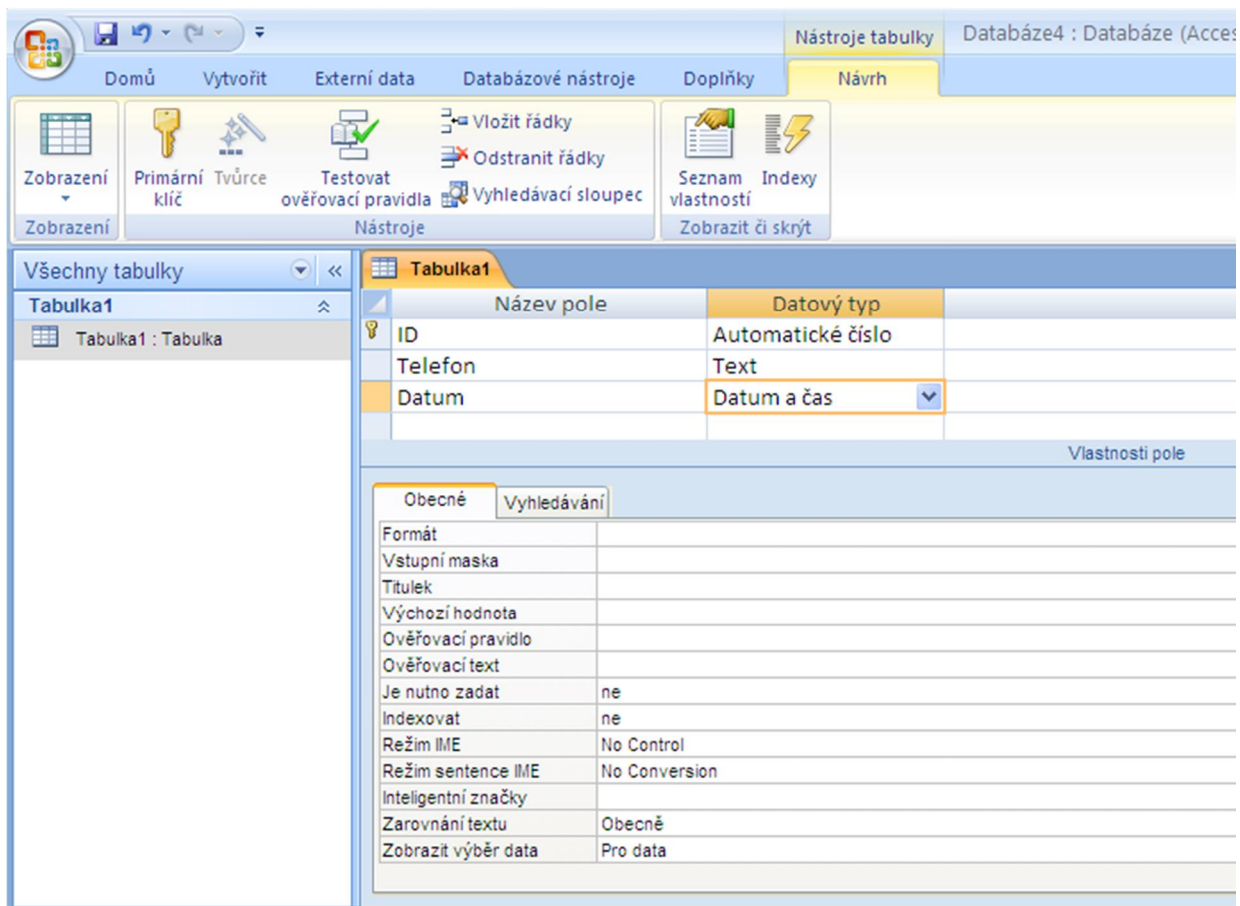 Nástroje tabulky
Databáze4 : Databáze (Acces
Domů Vytvořit Externí data Databázové nástroje Doplňky Návrh
Zobrazení
Primární klíč
Tvůrce
Testovat ověřovací pravidla
Vložit řádky
Odstranit řádky
Vyhledávací sloupec
Seznam vlastností
Indexy
Zobrazení Nástroje Zobrazit či skrýt
Všechny tabulky
Tabulka1
Tabulka1 : Tabulka
Tabulka1
Název pole Datový typ
ID Automatické číslo
Telefon Text
Datum Datum a čas
Vlastnosti pole
Obecné Vyhledávání
Formát
Vstupní maska
Titulek
Výchozí hodnota
Ověřovací pravidlo
Ověřovací text
Je nutno zadat ne
Indexovat ne
Režim IME No Control
Režim sentence IME No Conversion
Inteligentní značky
Zarovnání textu Obecně
Zobrazit výběr data Pro data